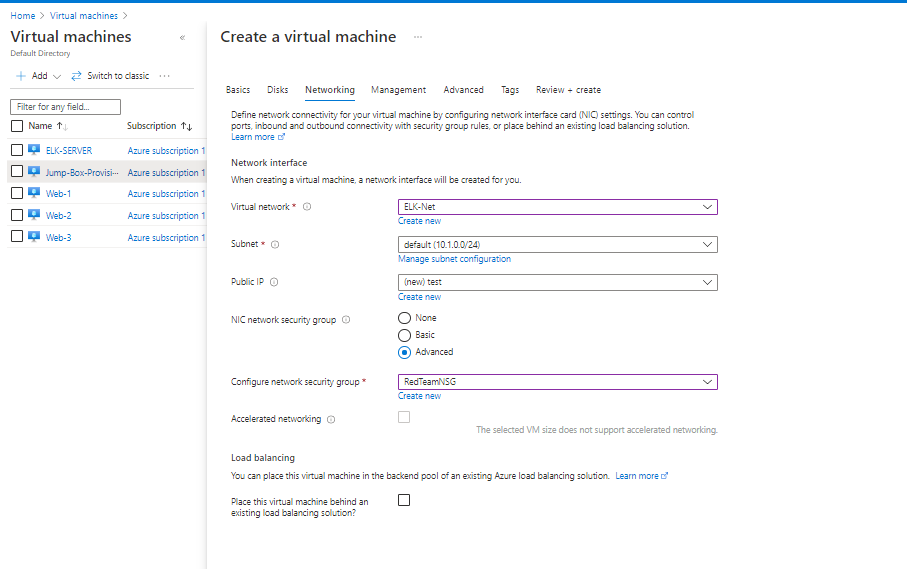 Home > Virtual machines >
Virtual machines «
Default Directory
+ Add Switch to classic ...
Filter for any field...
Name ↑↓ Subscription ↑↓
ELK-SERVER Azure subscription 1
Jump-Box-Provisi... Azure subscription 1
Web-1 Azure subscription 1
Web-2 Azure subscription 1
Web-3 Azure subscription 1
Create a virtual machine ...
Basics Disks Networking Management Advanced Tags Review + create
Define network connectivity for your virtual machine by configuring network interface card (NIC) settings. You can control
ports, inbound and outbound connectivity with security group rules, or place behind an existing load balancing solution.
Learn more
Network interface
When creating a virtual machine, a network interface will be created for you.
Virtual network * ELK-Net
Create new
Subnet * default (10.1.0.0/24)
Manage subnet configuration
Public IP (new) test
Create new
NIC network security group None
Basic
Advanced
Configure network security group * RedTeamNSG
Create new
Accelerated networking
The selected VM size does not support accelerated networking.
Load balancing
You can place this virtual machine in the backend pool of an existing Azure load balancing solution. Learn more
Place this virtual machine behind an
existing load balancing solution?